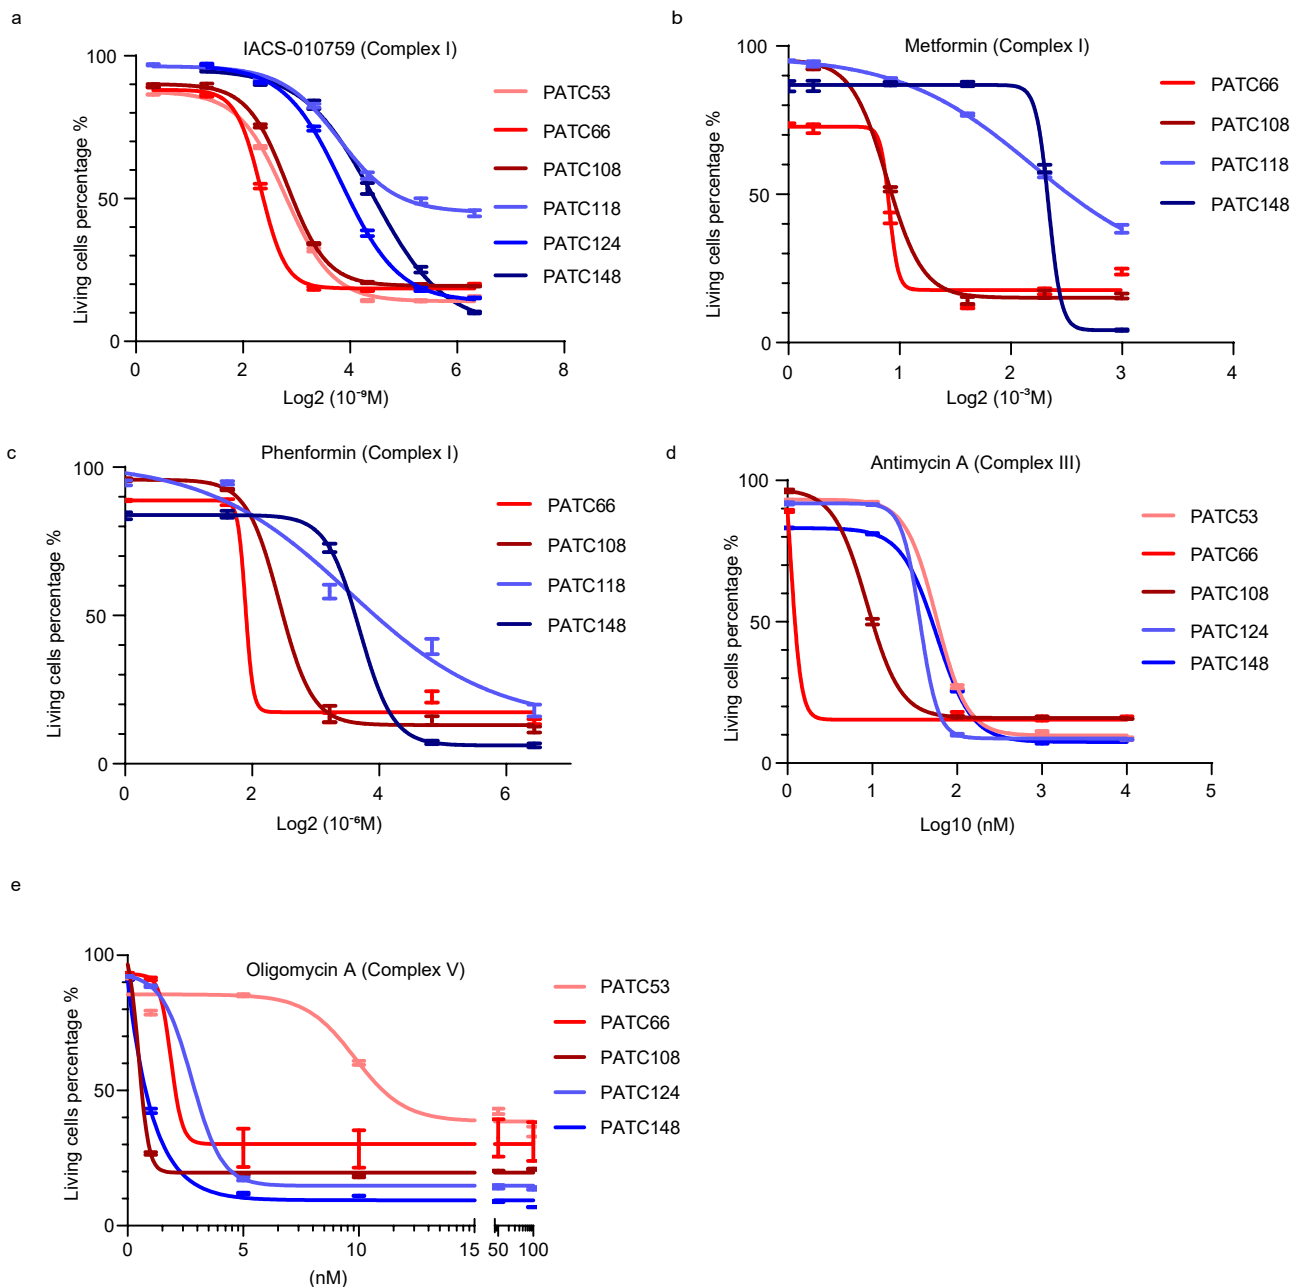 a
IACS-010759 (Complex I)
Living cells percentage %
100
50
0
2
4
6
8
Log2 (10⁻⁹M)
PATC53
PATC66
PATC108
PATC118
PATC124
PATC148
b
Metformin (Complex I)
Living cells percentage %
100
50
0
0
1
2
3
4
Log2 (10⁻³M)
PATC66
PATC108
PATC118
PATC148
c
Phenformin (Complex I)
Living cells percentage %
100
50
0
0
2
4
6
Log2 (10⁻⁶M)
PATC66
PATC108
PATC118
PATC148
d
Antimycin A (Complex III)
Living cells percentage %
100
50
0
0
1
2
3
4
5
Log10 (nM)
PATC53
PATC66
PATC108
PATC124
PATC148
e
Oligomycin A (Complex V)
Living cells percentage %
100
50
0
0
5
10
15
50
100
(nM)
PATC53
PATC66
PATC108
PATC124
PATC148